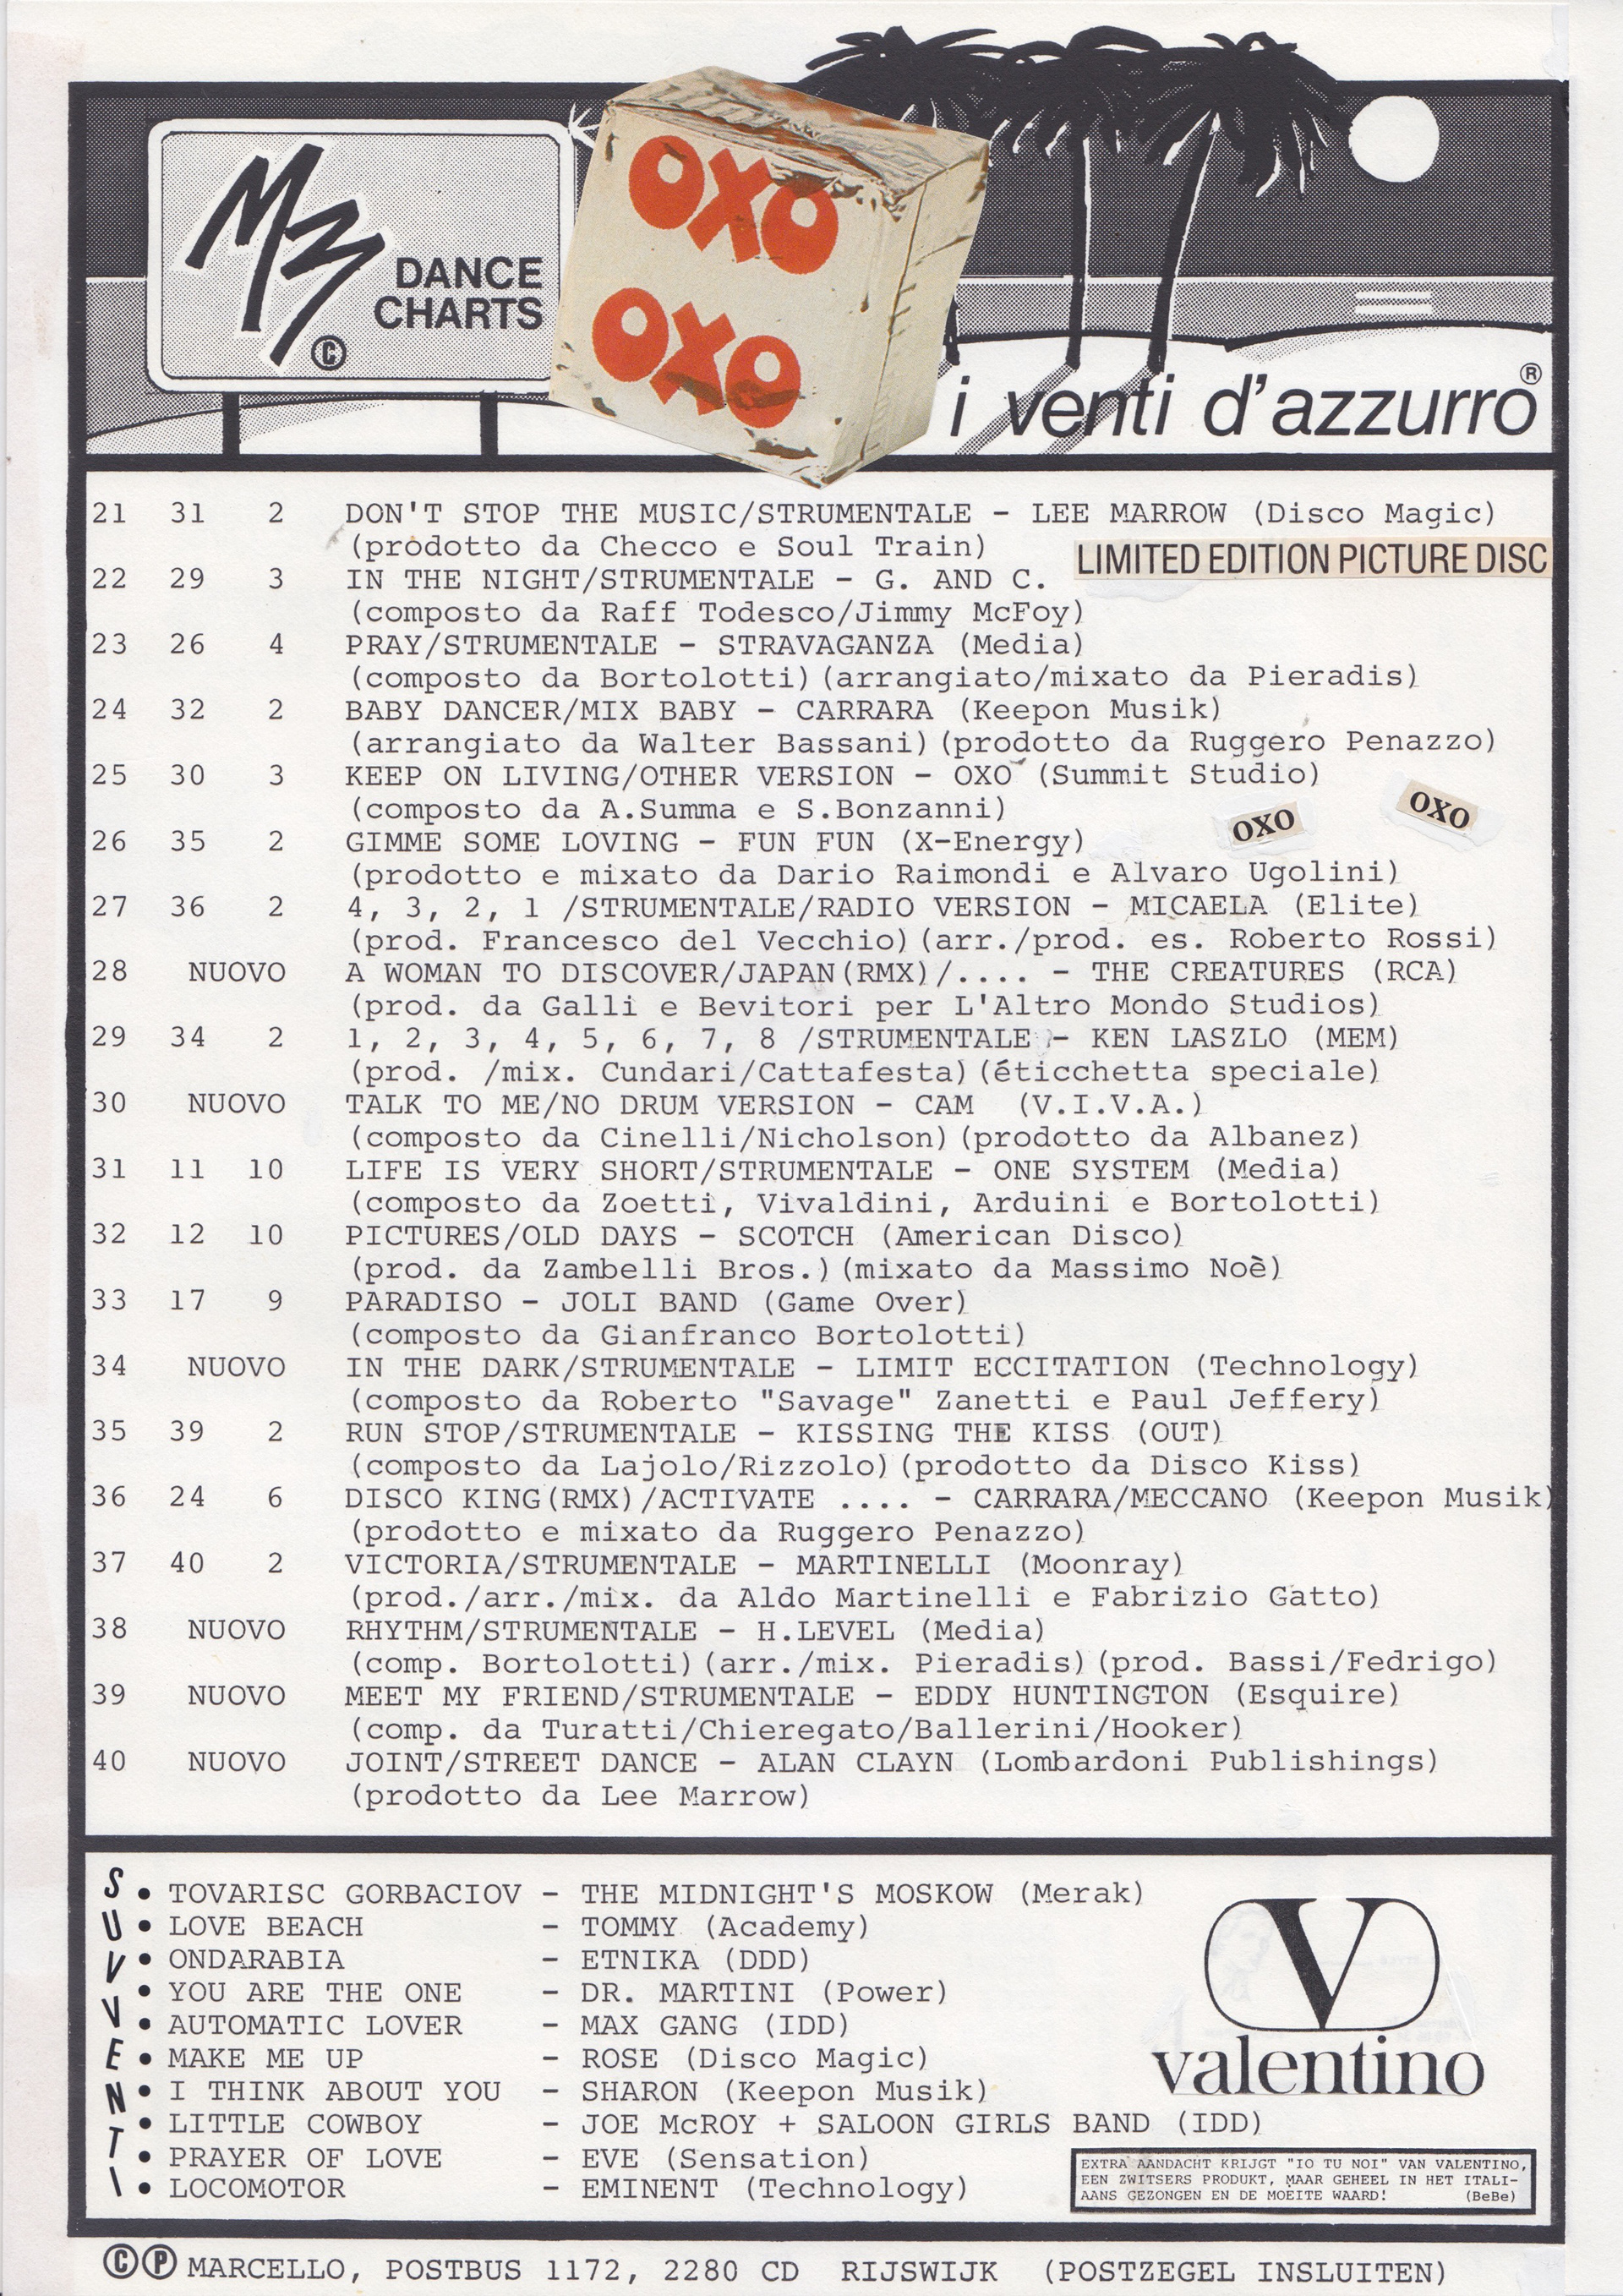 M3
DANCE
CHARTS
©
OXO
OXO
i venti d'azzurro®
21 31 2 DON'T STOP THE MUSIC/STRUMENTALE - LEE MARROW (Disco Magic)
(prodotto da Checco e Soul Train)
LIMITED EDITION PICTURE DISC
22 29 3 IN THE NIGHT/STRUMENTALE - G. AND C.
(composto da Raff Todesco/Jimmy McFoy)
23 26 4 PRAY/STRUMENTALE - STRAVAGANZA (Media)
(composto da Bortolotti)(arrangiato/mixato da Pieradis)
24 32 2 BABY DANCER/MIX BABY - CARRARA (Keepon Musik)
(arrangiato da Walter Bassani)(prodotto da Ruggero Penazzo)
25 30 3 KEEP ON LIVING/OTHER VERSION - OXO (Summit Studio)
(composto da A.Summa e S.Bonzanni)
OXO OXO
26 35 2 GIMME SOME LOVING - FUN FUN (X-Energy)
(prodotto e mixato da Dario Raimondi e Alvaro Ugolini)
27 36 2 4, 3, 2, 1 /STRUMENTALE/RADIO VERSION - MICAELA (Elite)
(prod. Francesco del Vecchio)(arr./prod. es. Roberto Rossi)
28 NUOVO A WOMAN TO DISCOVER/JAPAN(RMX)/.... - THE CREATURES (RCA)
(prod. da Galli e Bevitori per L'Altro Mondo Studios)
29 34 2 1, 2, 3, 4, 5, 6, 7, 8 /STRUMENTALE - KEN LASZLO (MEM)
(prod. /mix. Cundari/Cattafesta)(éticchetta speciale)
30 NUOVO TALK TO ME/NO DRUM VERSION - CAM (V.I.V.A.)
(composto da Cinelli/Nicholson)(prodotto da Albanez)
31 11 10 LIFE IS VERY SHORT/STRUMENTALE - ONE SYSTEM (Media)
(composto da Zoetti, Vivaldini, Arduini e Bortolotti)
32 12 10 PICTURES/OLD DAYS - SCOTCH (American Disco)
(prod. da Zambelli Bros.)(mixato da Massimo Noè)
33 17 9 PARADISO - JOLI BAND (Game Over)
(composto da Gianfranco Bortolotti)
34 NUOVO IN THE DARK/STRUMENTALE - LIMIT ECCITATION (Technology)
(composto da Roberto "Savage" Zanetti e Paul Jeffery)
35 39 2 RUN STOP/STRUMENTALE - KISSING THE KISS (OUT)
(composto da Lajolo/Rizzolo)(prodotto da Disco Kiss)
36 24 6 DISCO KING(RMX)/ACTIVATE .... - CARRARA/MECCANO (Keepon Musik)
(prodotto e mixato da Ruggero Penazzo)
37 40 2 VICTORIA/STRUMENTALE - MARTINELLI (Moonray)
(prod./arr./mix. da Aldo Martinelli e Fabrizio Gatto)
38 NUOVO RHYTHM/STRUMENTALE - H.LEVEL (Media)
(comp. Bortolotti)(arr./mix. Pieradis)(prod. Bassi/Fedrigo)
39 NUOVO MEET MY FRIEND/STRUMENTALE - EDDY HUNTINGTON (Esquire)
(comp. da Turatti/Chieregato/Ballerini/Hooker)
40 NUOVO JOINT/STREET DANCE - ALAN CLAYN (Lombardoni Publishings)
(prodotto da Lee Marrow)
SUVVENTI
• TOVARISC GORBACIOV - THE MIDNIGHT'S MOSKOW (Merak)
• LOVE BEACH - TOMMY (Academy)
• ONDARABIA - ETNIKA (DDD)
• YOU ARE THE ONE - DR. MARTINI (Power)
• AUTOMATIC LOVER - MAX GANG (IDD)
• MAKE ME UP - ROSE (Disco Magic)
• I THINK ABOUT YOU - SHARON (Keepon Musik)
• LITTLE COWBOY - JOE McROY + SALOON GIRLS BAND (IDD)
• PRAYER OF LOVE - EVE (Sensation)
• LOCOMOTOR - EMINENT (Technology)
V
valentino
EXTRA AANDACHT KRIJGT "IO TU NOI" VAN VALENTINO,
EEN ZWITSERS PRODUKT, MAAR GEHEEL IN HET ITALI-
AANS GEZONGEN EN DE MOEITE WAARD! (BeBe)
©℗ MARCELLO, POSTBUS 1172, 2280 CD RIJSWIJK (POSTZEGEL INSLUITEN)